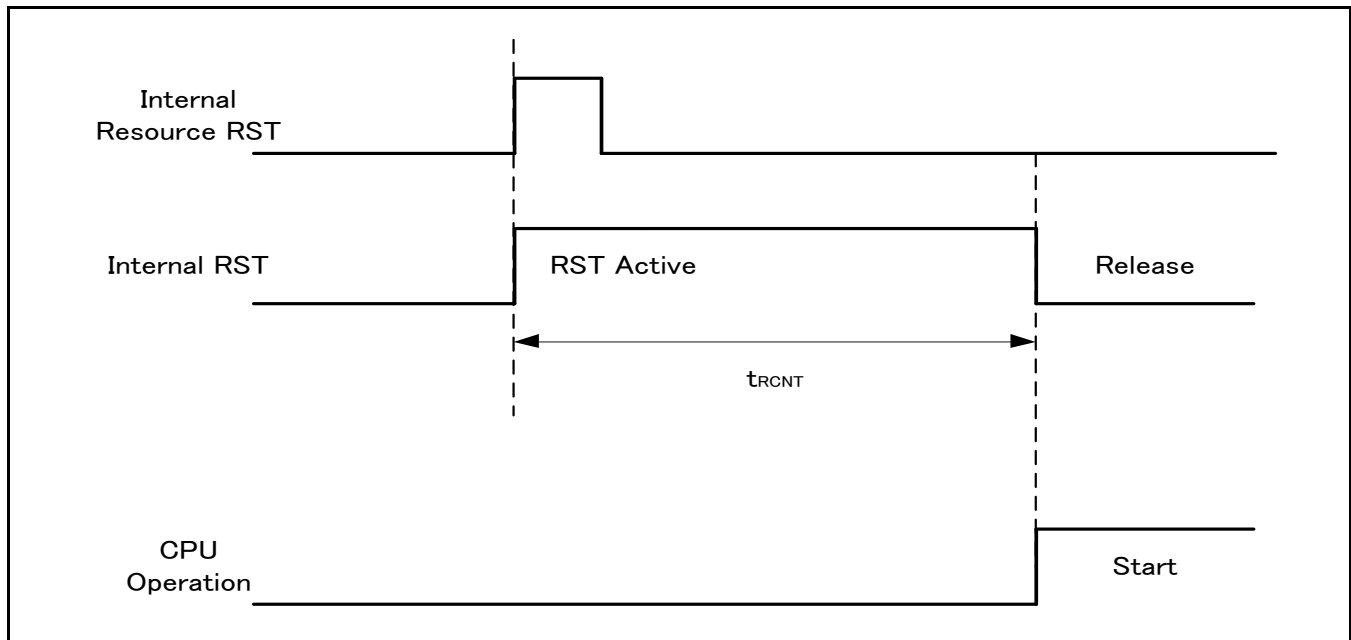 Internal
Resource RST
Internal RST
RST Active
Release
tRCNT
CPU
Operation
Start